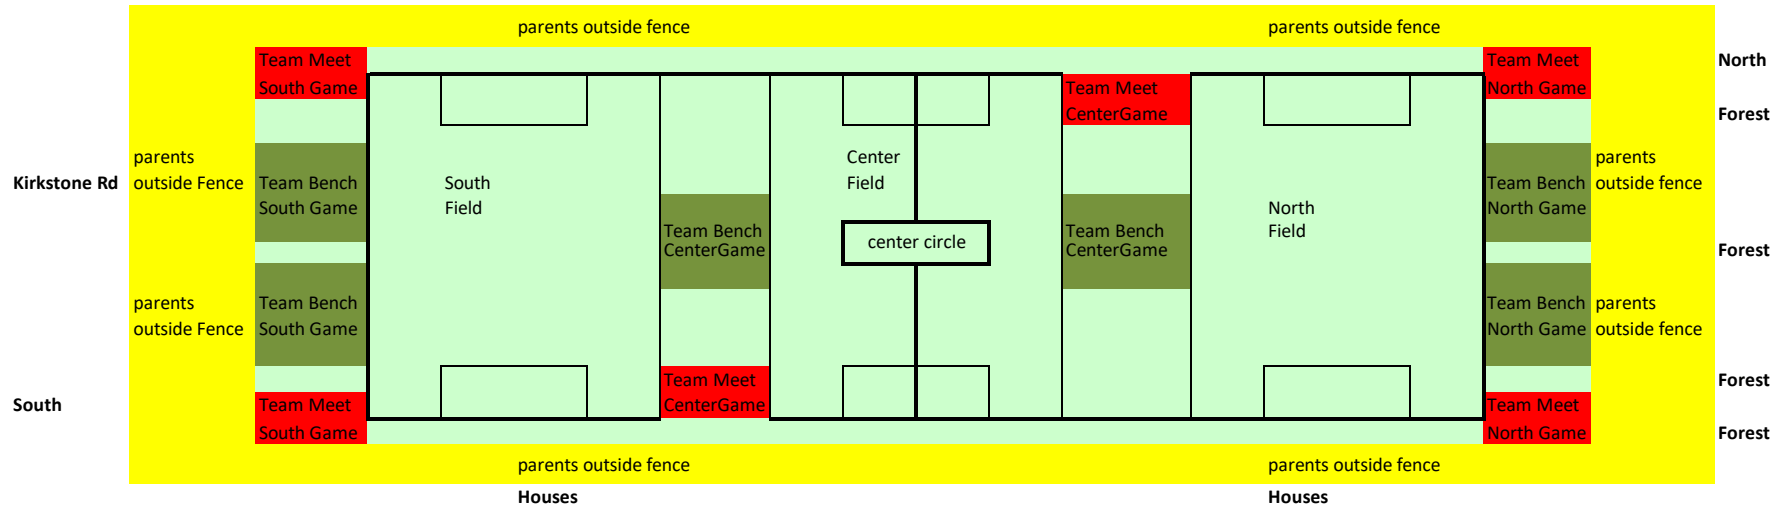 parents outside fence
parents outside fence
Team Meet
South Game
Team Meet
CenterGame
Team Meet
North Game
North
Forest
Kirkstone Rd
parents
outside Fence
Team Bench
South Game
South
Field
Center
Field
North
Field
Team Bench
North Game
parents
outside fence
Team Bench
CenterGame
center circle
Team Bench
CenterGame
Forest
parents
outside Fence
Team Bench
South Game
Team Bench
North Game
parents
outside fence
South
Team Meet
South Game
Team Meet
CenterGame
Team Meet
North Game
Forest
Forest
parents outside fence
parents outside fence
Houses
Houses